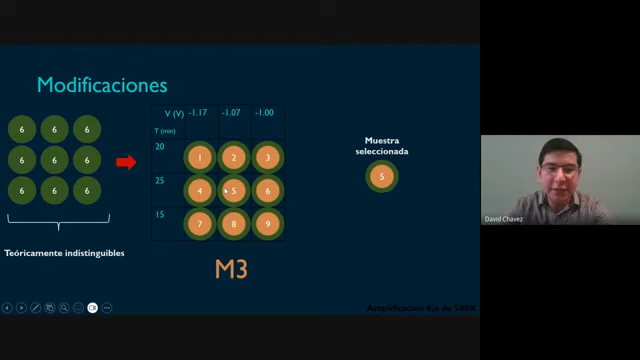 Modificaciones
V (V) -1.17 -1.07 -1.00
T (min)
6 6 6
6 6 6
6 6 6
20 1 2 3
25 4 5 6
15 7 8 9
Teóricamente indistinguibles
M3
Muestra
seleccionada
5
Amplificación fija de 500X
David Chavez